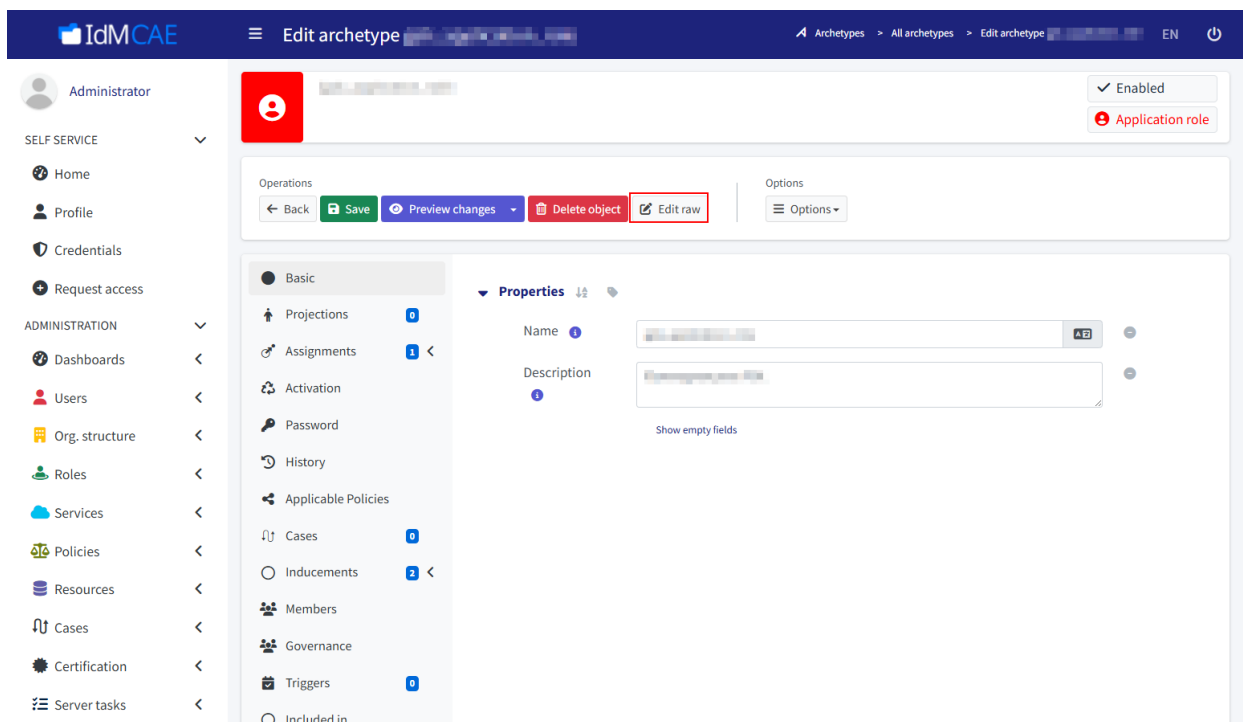 IdMCAE
Edit archetype
Archetypes > All archetypes > Edit archetype
EN
Administrator
SELF SERVICE
Home
Profile
Credentials
Request access
ADMINISTRATION
Dashboards
Users
Org. structure
Roles
Services
Policies
Resources
Cases
Certification
Server tasks
Enabled
Application role
Operations
Back
Save
Preview changes
Delete object
Edit raw
Options
Options
Basic
Projections 0
Assignments 1
Activation
Password
History
Applicable Policies
Cases 0
Inducements 2
Members
Governance
Triggers 0
Included in
Properties
Name
Description
Show empty fields